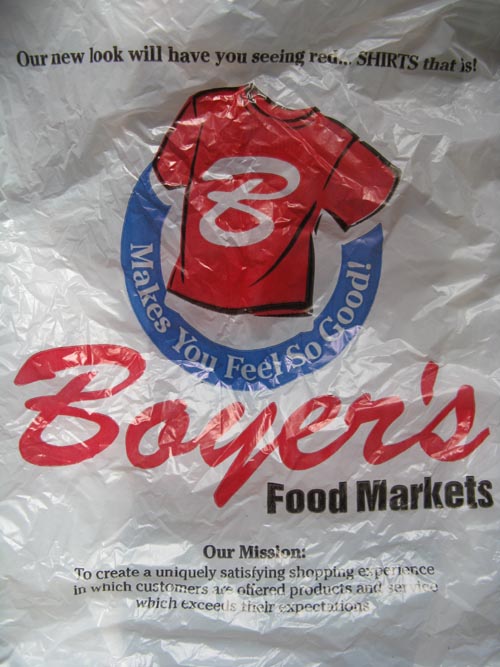 Our new look will have you seeing red... SHIRTS that is!
B
Makes You Feel So Good!
Boyer's
Food Markets
Our Mission:
To create a uniquely satisfying shopping experience
in which customers are offered products and service
which exceeds their expectations